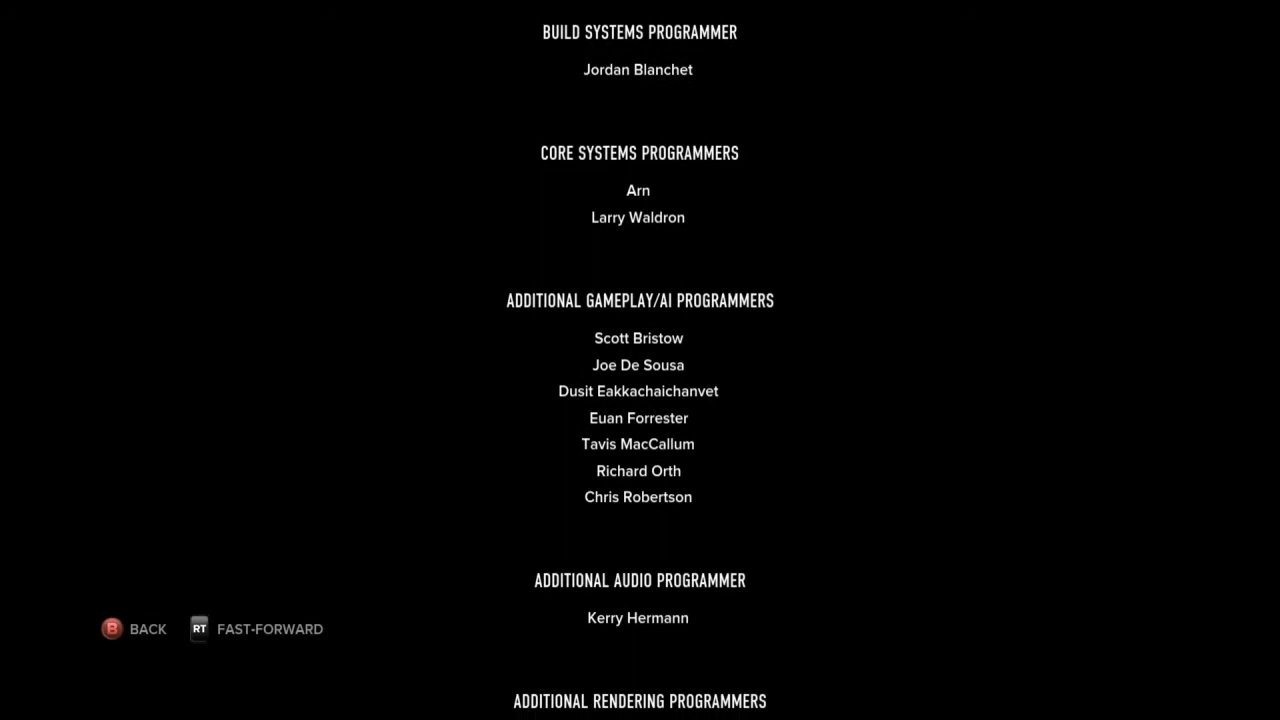 BUILD SYSTEMS PROGRAMMER
Jordan Blanchet
CORE SYSTEMS PROGRAMMERS
Arn
Larry Waldron
ADDITIONAL GAMEPLAY/AI PROGRAMMERS
Scott Bristow
Joe De Sousa
Dusit Eakkachaichanvet
Euan Forrester
Tavis MacCallum
Richard Orth
Chris Robertson
ADDITIONAL AUDIO PROGRAMMER
Kerry Hermann
B BACK RT FAST-FORWARD
ADDITIONAL RENDERING PROGRAMMERS